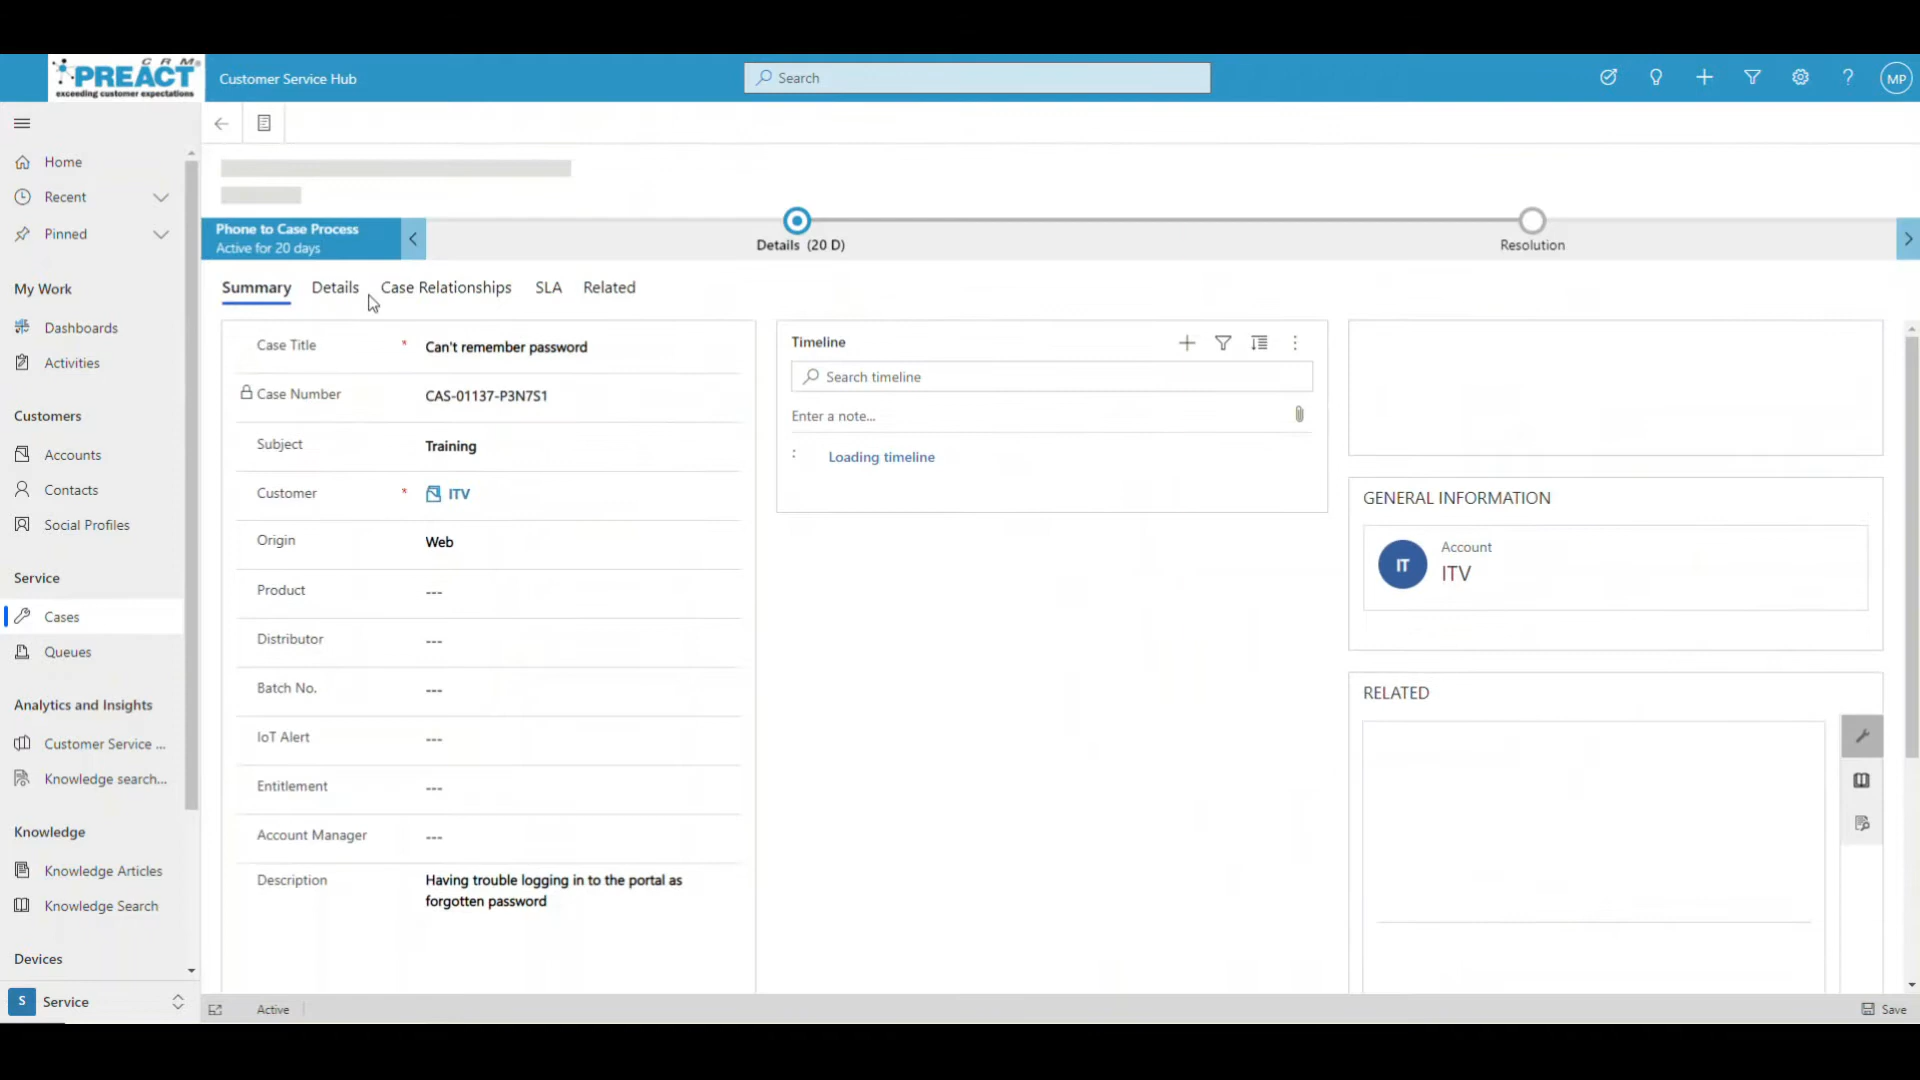 CRM®
PREACT
exceeding customer expectations
Customer Service Hub
Search
MP
Home
Recent
Pinned
My Work
Dashboards
Activities
Customers
Accounts
Contacts
Social Profiles
Service
Cases
Queues
Analytics and Insights
Customer Service ...
Knowledge search...
Knowledge
Knowledge Articles
Knowledge Search
Devices
S Service
Phone to Case Process
Active for 20 days
Details (20 D)
Resolution
Summary Details Case Relationships SLA Related
Case Title * Can't remember password
Case Number CAS-01137-P3N7S1
Subject Training
Customer * ITV
Origin Web
Product ---
Distributor ---
Batch No. ---
IoT Alert ---
Entitlement ---
Account Manager ---
Description Having trouble logging in to the portal as
forgotten password
Timeline
Search timeline
Enter a note...
Loading timeline
GENERAL INFORMATION
IT
Account
ITV
RELATED
Active
Save